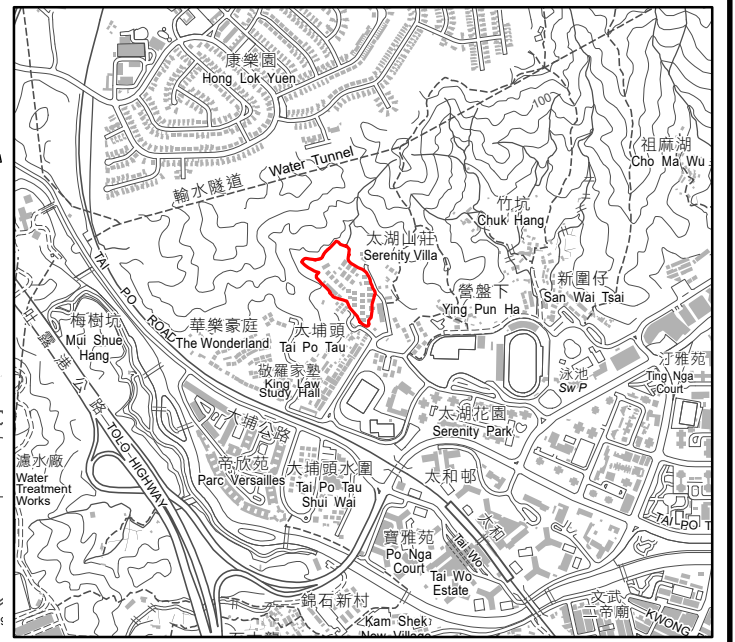 康樂園
Hong Lok Yuen
100
祖麻湖
Cho Ma Wu
Water Tunnel
輸水隧道
竹坑
Chuk Hang
太湖山莊
Serenity Villa
營盤下
Ying Pun Ha
新圍仔
San Wai Tsai
TAI PO ROAD
梅樹坑
Mui Shue
Hang
華樂豪庭
The Wonderland
大埔頭
Tai Po Tau
敬羅家塾
King Law
Study Hall
泳池
Sw P
汀雅苑
Ting Nga
Court
吐露港公路
TOLO HIGHWAY
大埔公路
太湖花園
Serenity Park
濾水廠
Water
Treatment
Works
帝欣苑
Parc Versailles
大埔頭水圍
Tai Po Tau
Shui Wai
太和邨
太和
Tai Wo
TAI PO T
寶雅苑
Po Nga
Court
Tai Wo
Estate
錦石新村
Kam Shek
New Village
文武
二帝廟
KWONG